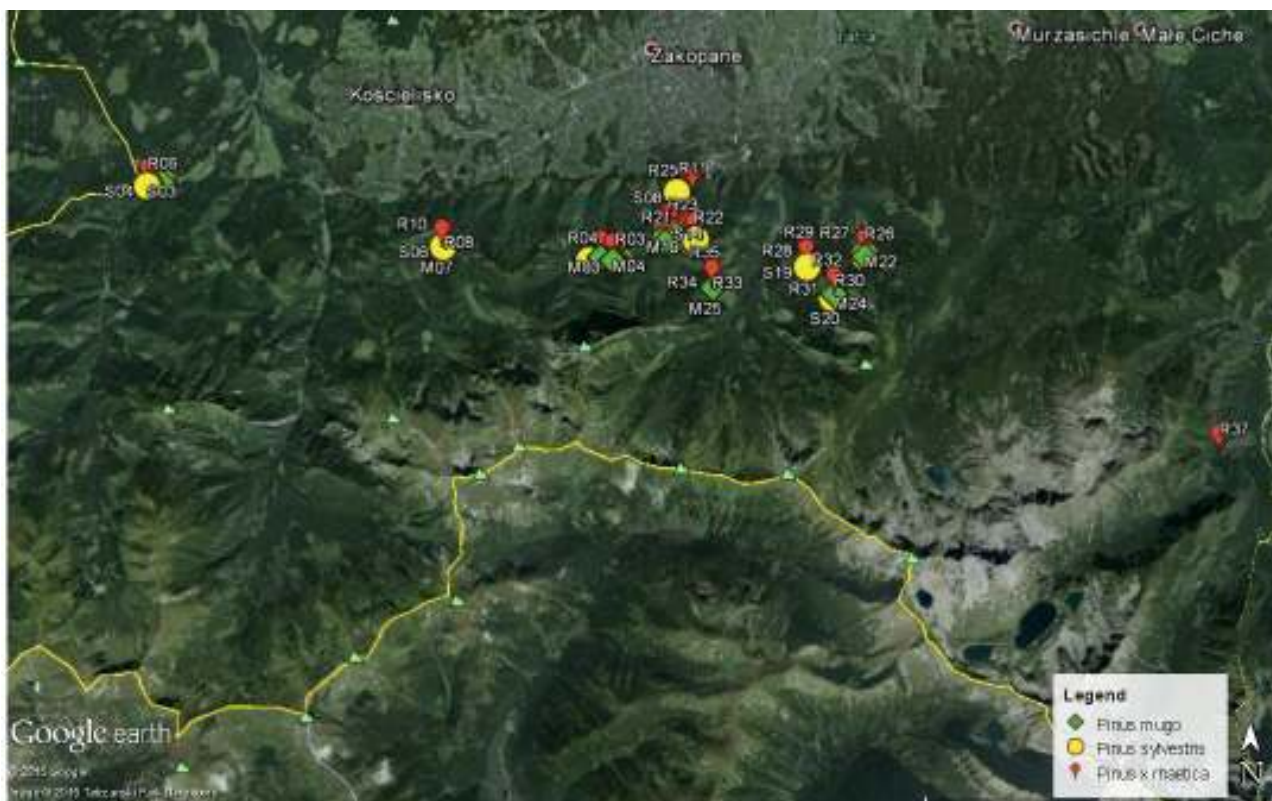 Murzasichle Małe Ciche
Zakopane
Kościelisko
R06
S04 S03
R25
S08
R10
R08
S06
M07
R21 R22
R04 R03
M03 M04
R34 R33
M25
R29 R27 R26
R28 R32 M22
S19
R31 R30
M24
S20
R37
Legend
Pinus mugo
Pinus sylvestris
Pinus x rhaetica
N
Google earth